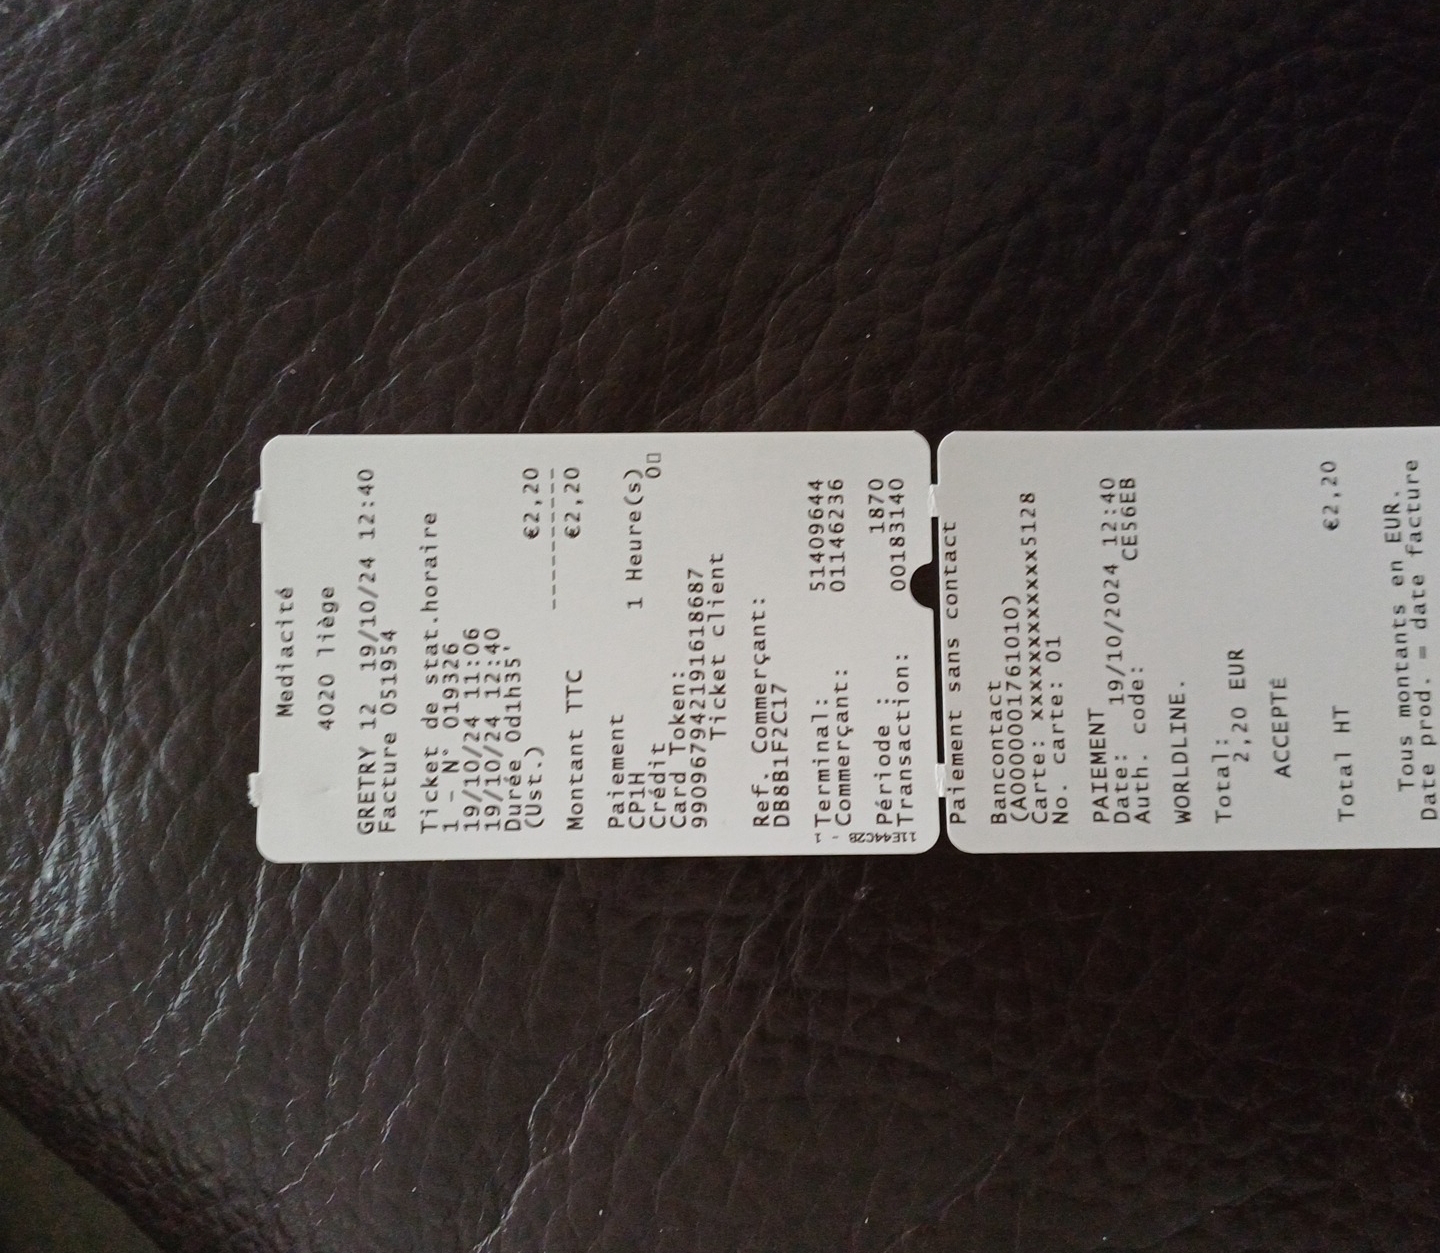 Mediacité
4020 liège
GRETRY 12 19/10/24 12:40
Facture 051954
Ticket de stat.horaire
1 - N° 019326
19/10/24 11:06
19/10/24 12:40
Durée 0d1h35'
(Ust.) €2,20
----------
Montant TTC €2,20
Paiement
CP1H 1 Heure(s)
Crédit 0▯
Card Token:
990967942191618687
Ticket client
Ref. Commerçant:
DB8B1F2C17
Terminal: 51409644
Commerçant: 01146236
Période : 1870
Transaction: 00183140
11E44C2B - 1
Paiement sans contact
Bancontact
(A0000001761010)
Carte: xxxxxxxxxxxxx5128
No. carte: 01
PAIEMENT
Date: 19/10/2024 12:40
Auth. code: CE56EB
WORLDLINE.
Total:
2,20 EUR
ACCEPTÉ
Total HT €2,20
Tous montants en EUR.
Date prod. = date facture